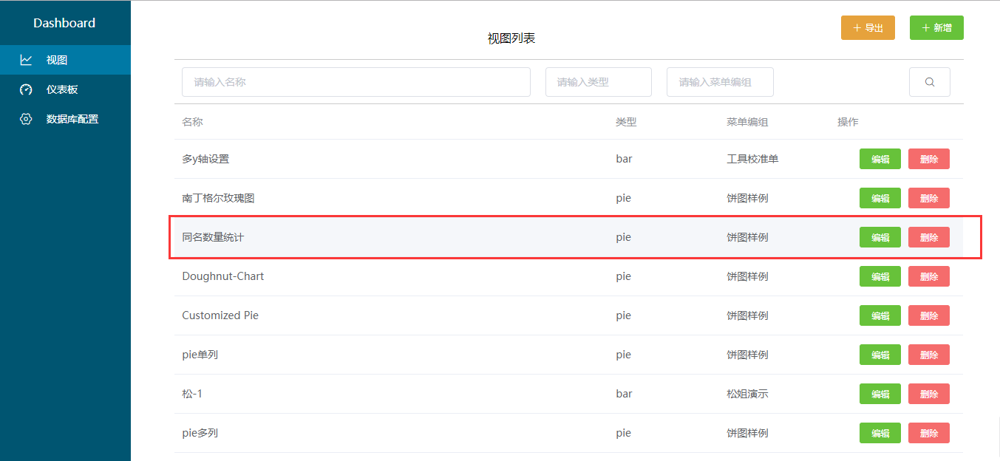 Dashboard
视图
仪表板
数据库配置
视图列表
导出
新增
请输入名称 请输入类型 请输入菜单编组
名称 类型 菜单编组 操作
多y轴设置 bar 工具校准单 编辑 删除
南丁格尔玫瑰图 pie 饼图样例 编辑 删除
同名数量统计 pie 饼图样例 编辑 删除
Doughnut-Chart pie 饼图样例 编辑 删除
Customized Pie pie 饼图样例 编辑 删除
pie单列 pie 饼图样例 编辑 删除
松-1 bar 松姐演示 编辑 删除
pie多列 pie 饼图样例 编辑 删除